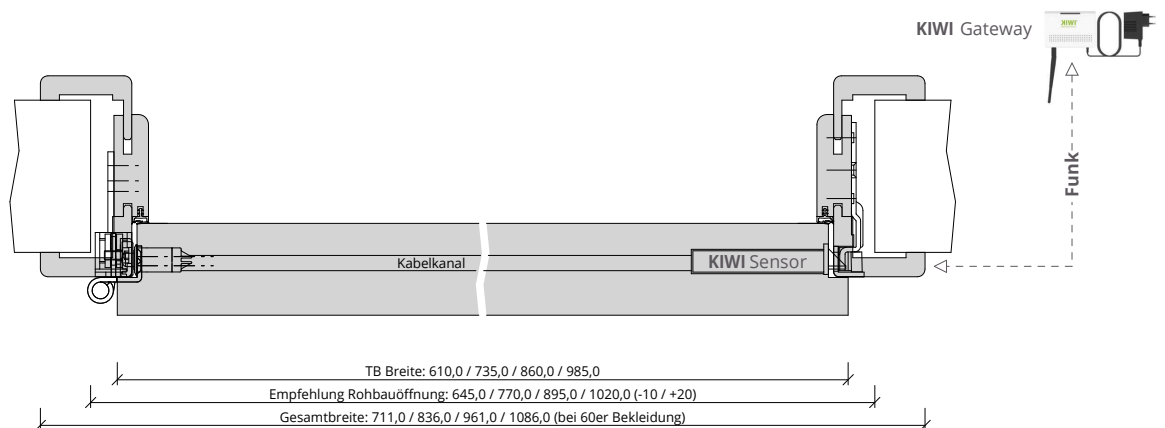 KIWI Gateway
KIWI
Funk
Kabelkanal
KIWI Sensor
TB Breite: 610,0 / 735,0 / 860,0 / 985,0
Empfehlung Rohbauöffnung: 645,0 / 770,0 / 895,0 / 1020,0 (-10 / +20)
Gesamtbreite: 711,0 / 836,0 / 961,0 / 1086,0 (bei 60er Bekleidung)